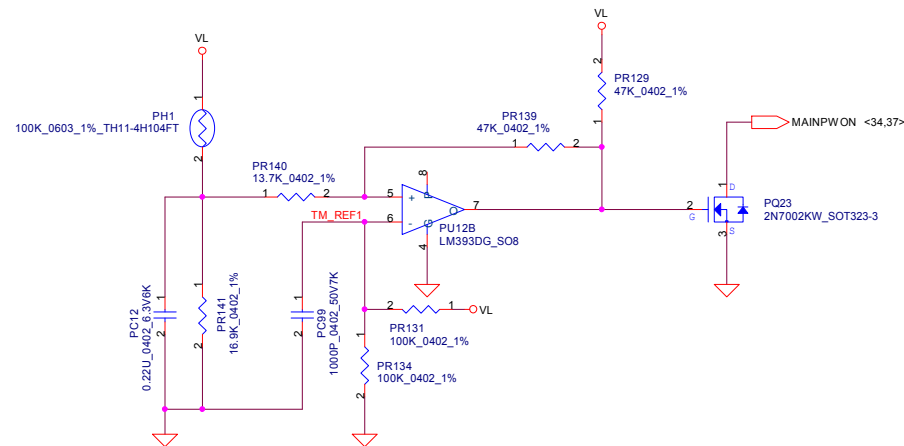 VL
VL
1
PH1
100K_0603_1%_TH11-4H104FT
2
2
PR129
47K_0402_1%
1
PR139
47K_0402_1%
1
2
MAINPWON <34,37>
PR140
13.7K_0402_1%
1
2
8
P
5
+
O
7
TM_REF1
6
-
G
4
PU12B
LM393DG_SO8
1
D
2
G
S
3
PQ23
2N7002KW_SOT323-3
1
PC12
0.22U_0402_6.3V6K
2
1
PR141
16.9K_0402_1%
2
1
PC99
1000P_0402_50V7K
2
2
1
VL
PR131
100K_0402_1%
1
PR134
100K_0402_1%
2